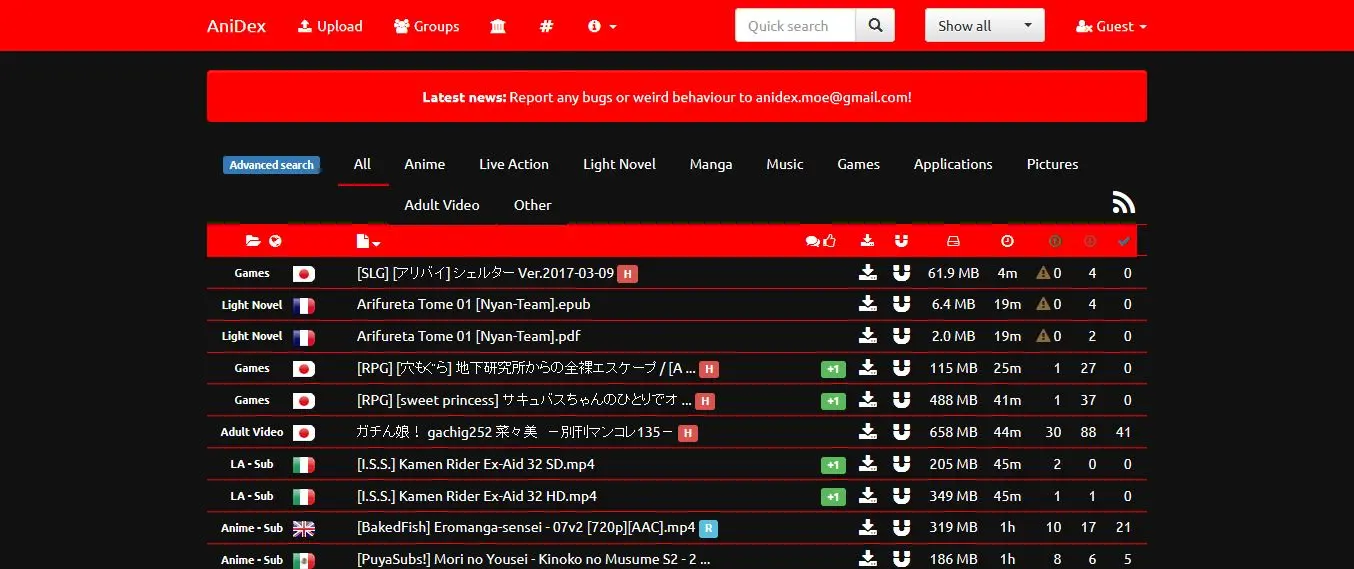 AniDex Upload Groups # Quick search Show all Guest
Latest news: Report any bugs or weird behaviour to anidex.moe@gmail.com!
Advanced search All Anime Live Action Light Novel Manga Music Games Applications Pictures
Adult Video Other
Games [SLG] [アリバイ] シェルター Ver.2017-03-09 H 61.9 MB 4m 0 4 0
Light Novel Arifureta Tome 01 [Nyan-Team].epub 6.4 MB 19m 0 4 0
Light Novel Arifureta Tome 01 [Nyan-Team].pdf 2.0 MB 19m 0 2 0
Games [RPG] [穴もぐら] 地下研究所からの全裸エスケープ / [A ... H +1 115 MB 25m 1 27 0
Games [RPG] [sweet princess] サキュバスちゃんのひとりでオ ... H +1 488 MB 41m 1 37 0
Adult Video ガチん娘！ gachig252 菜々美 －別刊マンコレ135－ H 658 MB 44m 30 88 41
LA - Sub [I.S.S.] Kamen Rider Ex-Aid 32 SD.mp4 +1 205 MB 45m 2 0 0
LA - Sub [I.S.S.] Kamen Rider Ex-Aid 32 HD.mp4 +1 349 MB 45m 1 1 0
Anime - Sub [BakedFish] Eromanga-sensei - 07v2 [720p][AAC].mp4 R 319 MB 1h 10 17 21
Anime - Sub [PuyaSubs!] Mori no Yousei - Kinoko no Musume S2 - 2 ... 186 MB 1h 8 6 5